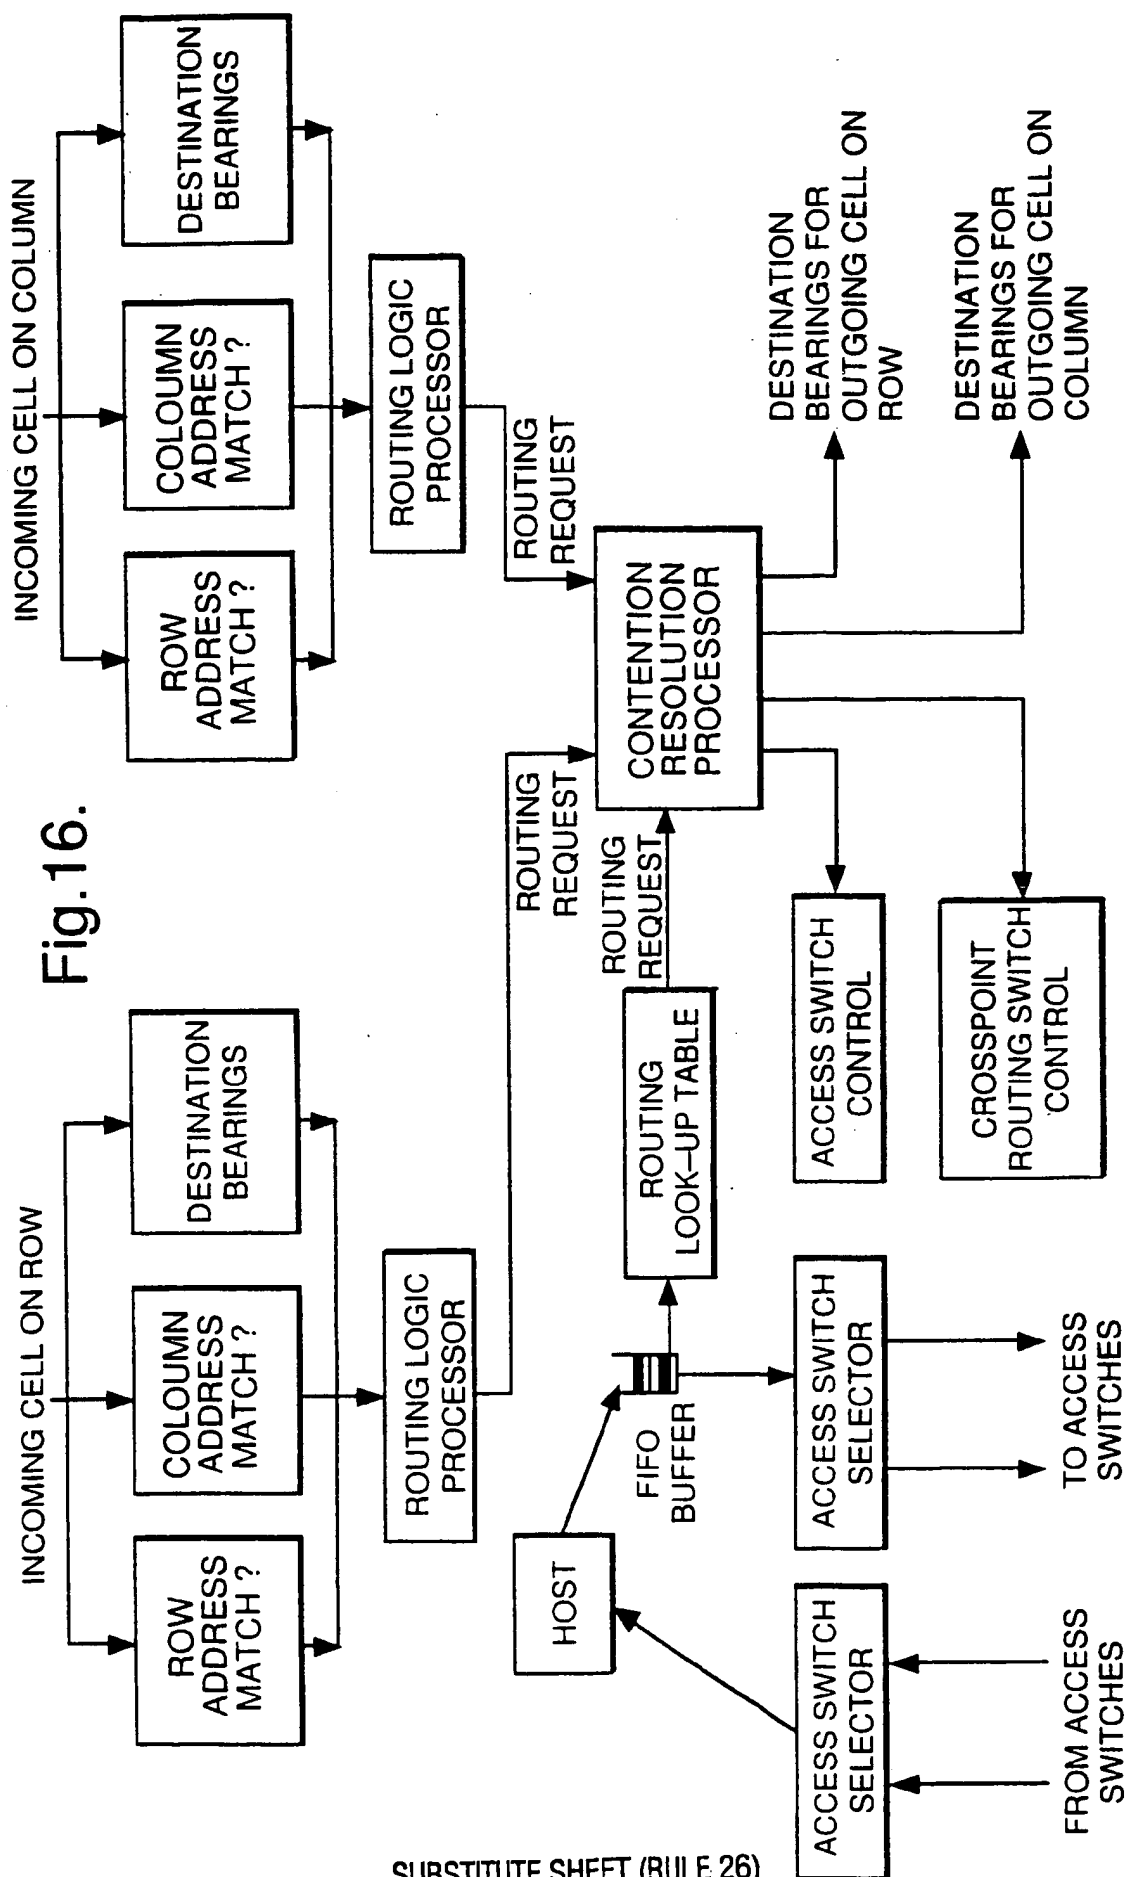 Fig.16.
INCOMING CELL ON ROW
ROW
ADDRESS
MATCH ?
COLOUMN
ADDRESS
MATCH ?
DESTINATION
BEARINGS
ROUTING LOGIC
PROCESSOR
INCOMING CELL ON COLUMN
ROW
ADDRESS
MATCH ?
COLOUMN
ADDRESS
MATCH ?
DESTINATION
BEARINGS
ROUTING LOGIC
PROCESSOR
ROUTING
REQUEST
ROUTING
REQUEST
ROUTING
REQUEST
HOST
FIFO
BUFFER
ROUTING
LOOK-UP TABLE
CONTENTION
RESOLUTION
PROCESSOR
ACCESS SWITCH
SELECTOR
ACCESS SWITCH
SELECTOR
ACCESS SWITCH
CONTROL
CROSSPOINT
ROUTING SWITCH
CONTROL
DESTINATION
BEARINGS FOR
OUTGOING CELL ON
ROW
DESTINATION
BEARINGS FOR
OUTGOING CELL ON
COLUMN
FROM ACCESS
SWITCHES
TO ACCESS
SWITCHES
SUBSTITUTE SHEET (RULE 26)